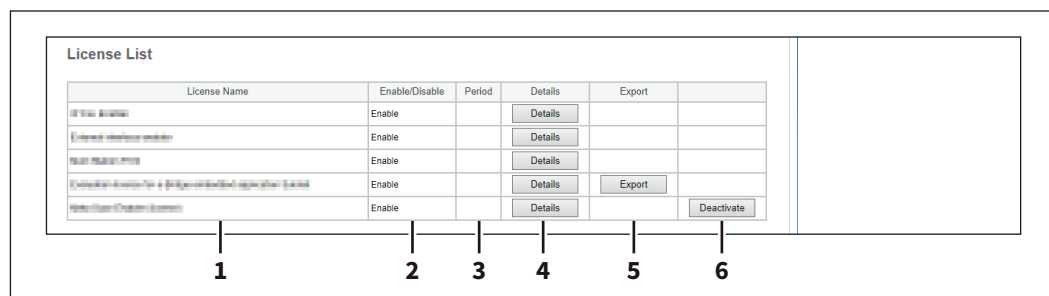 License List
License Name Enable/Disable Period Details Export
Enable Details
Enable Details
Enable Details
Enable Details Export
Enable Details Deactivate
1 2 3 4 5 6